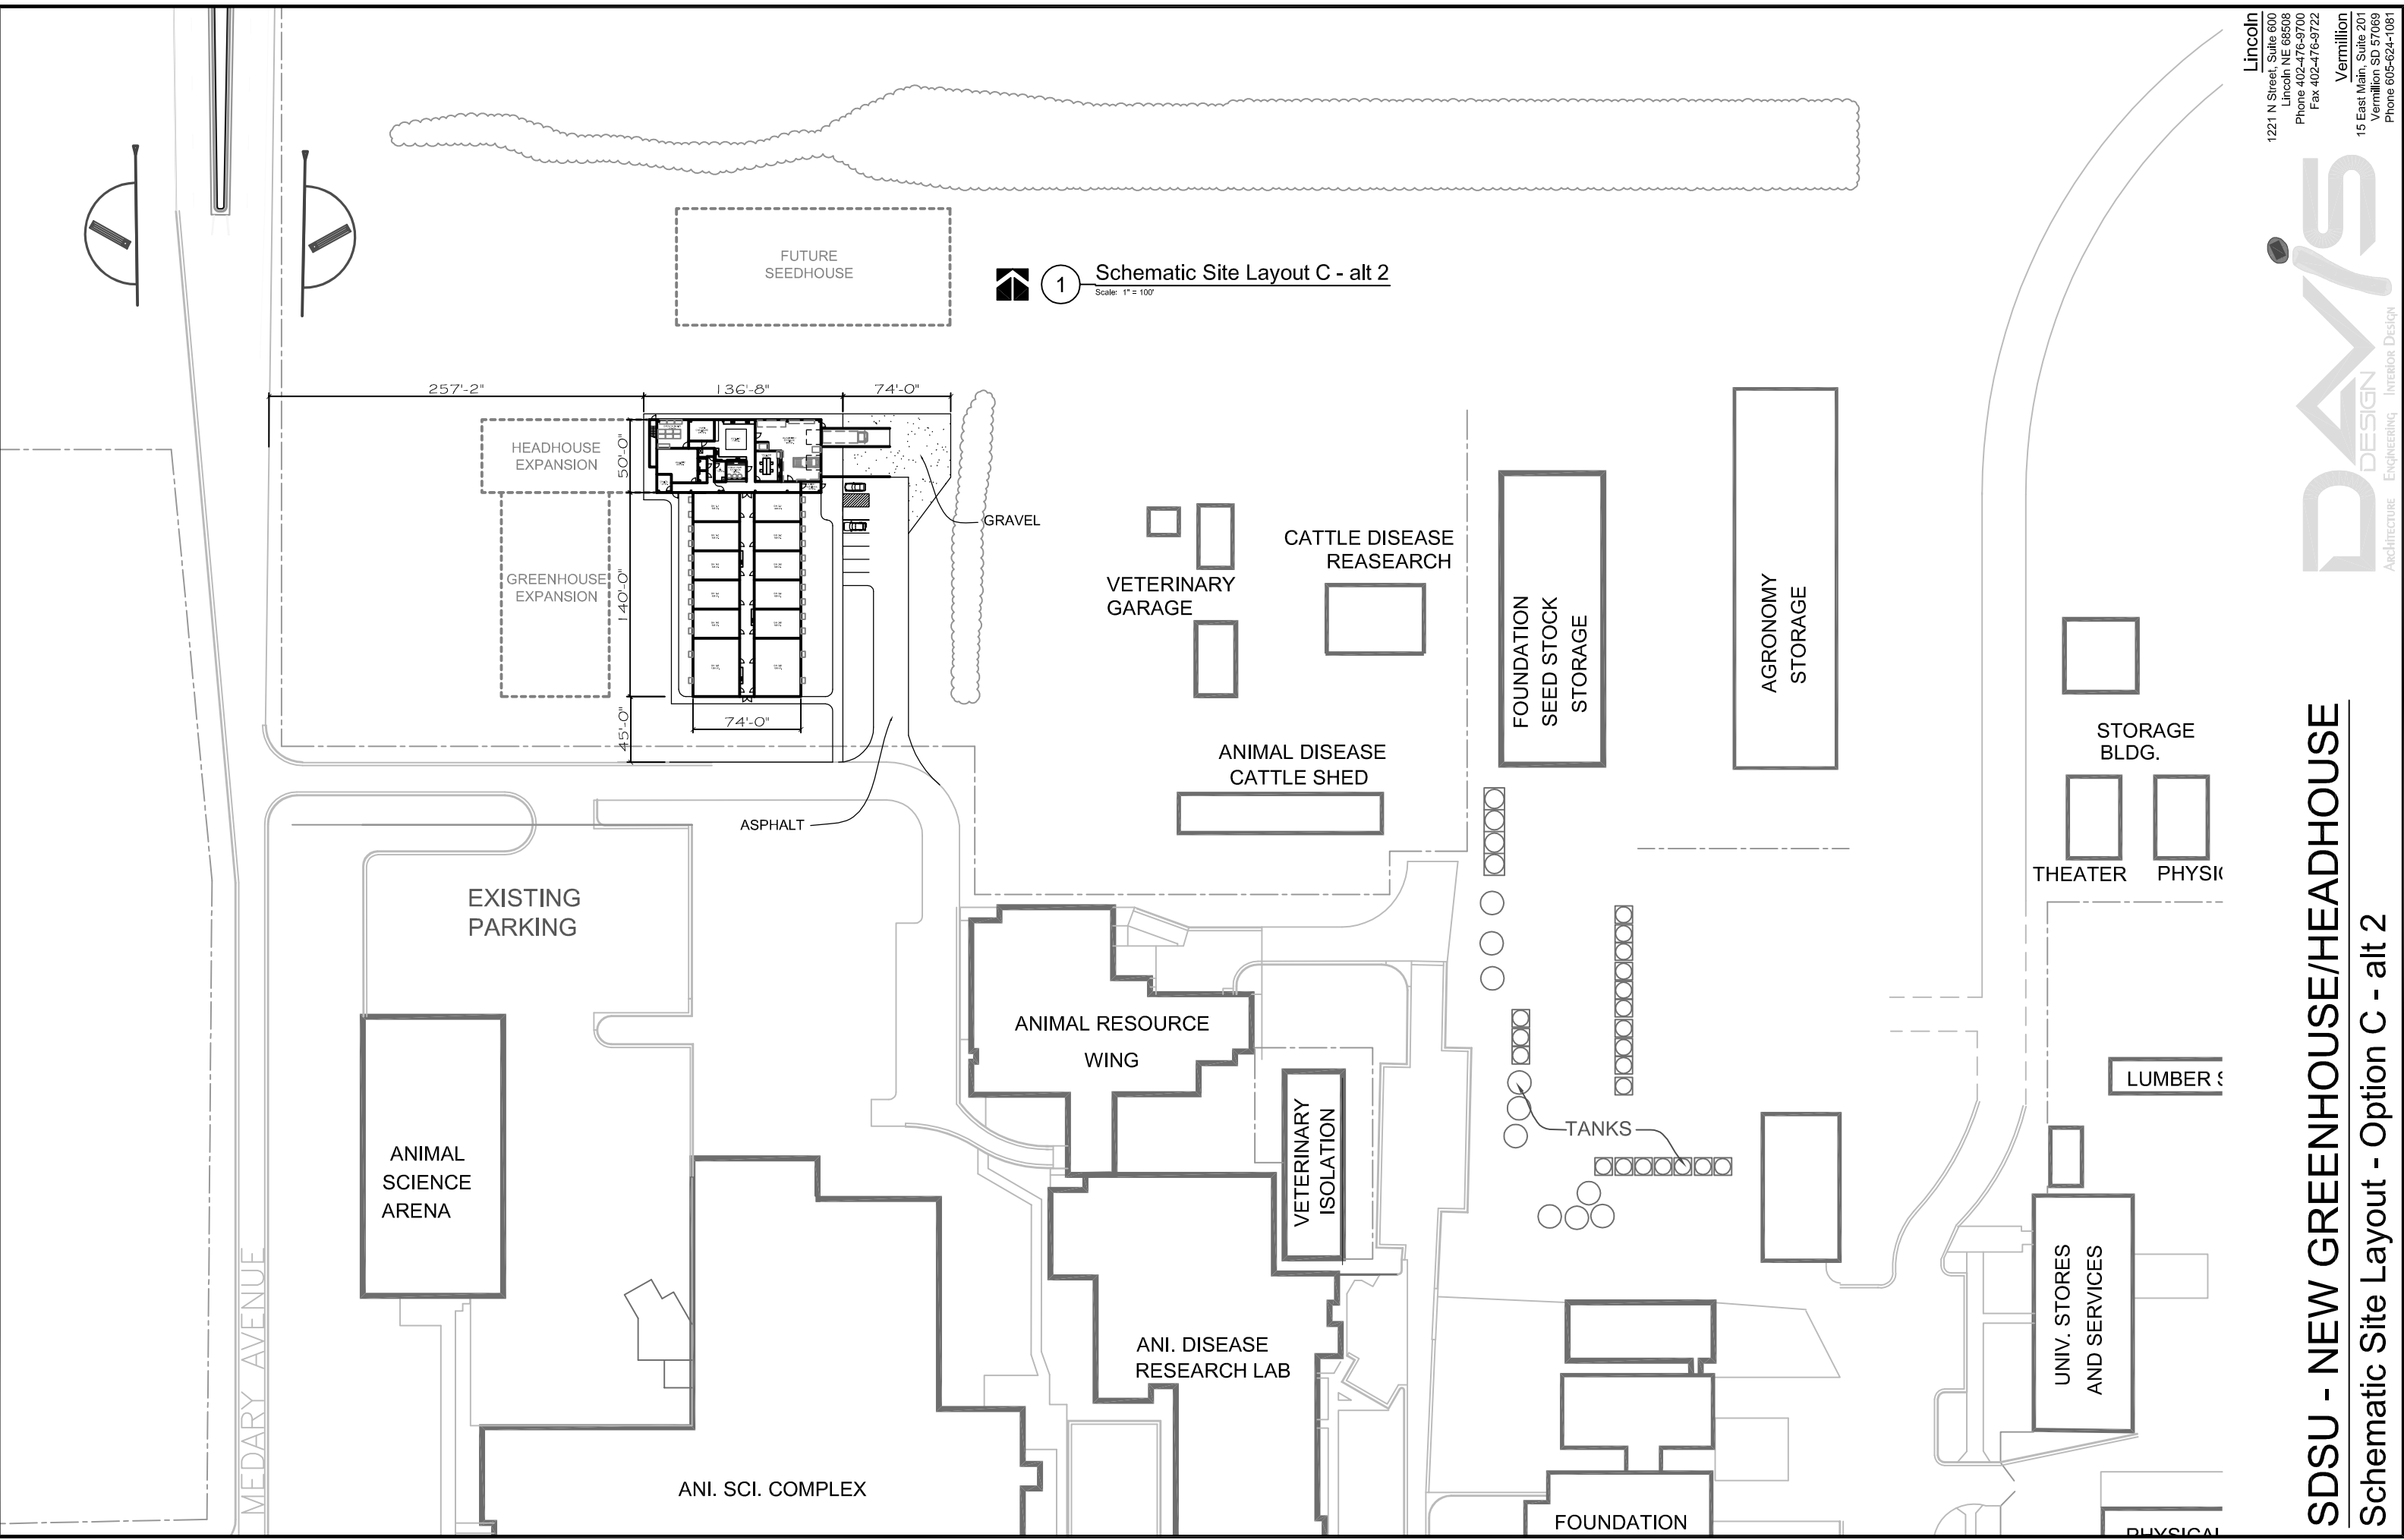 Lincoln
1221 N Street, Suite 600
Lincoln NE 68508
Phone 402-476-9700
Fax 402-476-9722
Vermillion
15 East Main, Suite 201
Vermillion SD 57069
Phone 605-624-1081
DAVIS
DESIGN
ARCHITECTURE ENGINEERING INTERIOR DESIGN
FUTURE
SEEDHOUSE
1
Schematic Site Layout C - alt 2
Scale: 1" = 100'
257'-2"
136'-8"
74'-0"
HEADHOUSE
EXPANSION
50'-0"
GRAVEL
GREENHOUSE
EXPANSION
140'-0"
74'-0"
45'-0"
ASPHALT
VETERINARY
GARAGE
CATTLE DISEASE
REASEARCH
FOUNDATION
SEED STOCK
STORAGE
AGRONOMY
STORAGE
ANIMAL DISEASE
CATTLE SHED
STORAGE
BLDG.
THEATER
PHYSIC
EXISTING
PARKING
ANIMAL RESOURCE
WING
VETERINARY
ISOLATION
TANKS
LUMBER S
ANIMAL
SCIENCE
ARENA
MEDARY AVENUE
ANI. DISEASE
RESEARCH LAB
UNIV. STORES
AND SERVICES
ANI. SCI. COMPLEX
FOUNDATION
PHYSICAL
SDSU - NEW GREENHOUSE/HEADHOUSE
Schematic Site Layout - Option C - alt 2